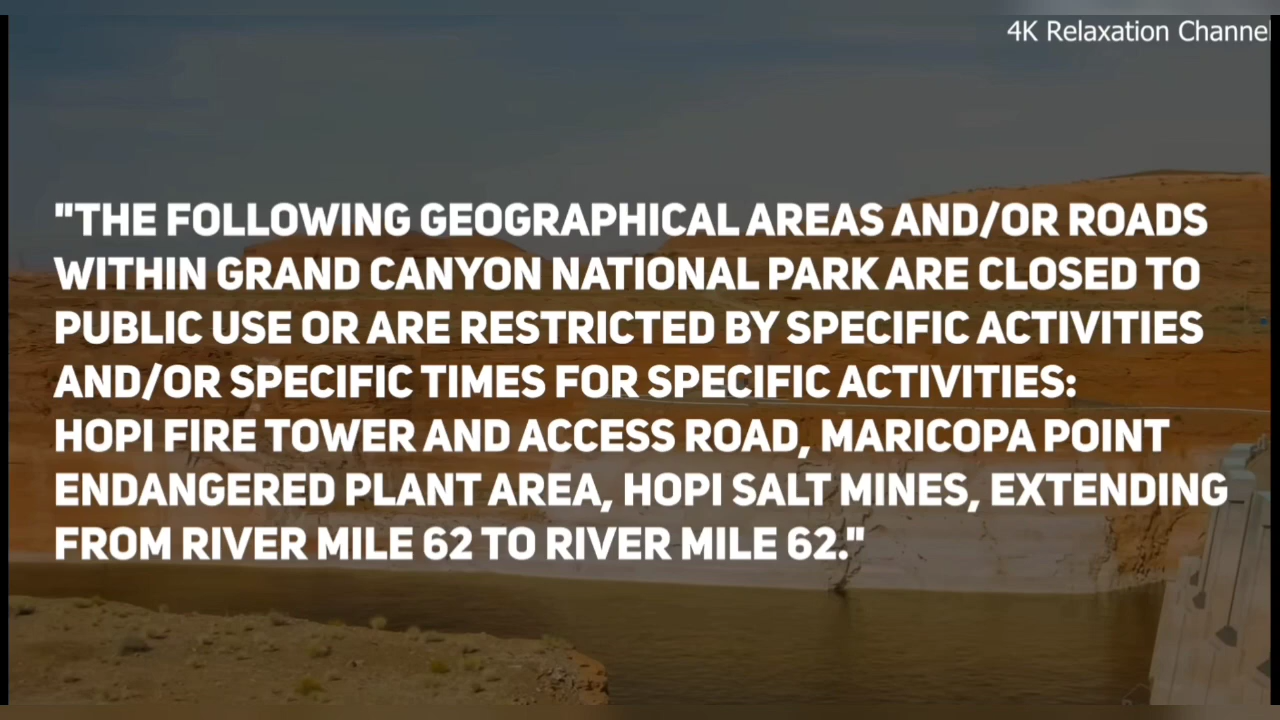 4K Relaxation Channel
"THE FOLLOWING GEOGRAPHICAL AREAS AND/OR ROADS
WITHIN GRAND CANYON NATIONAL PARK ARE CLOSED TO
PUBLIC USE OR ARE RESTRICTED BY SPECIFIC ACTIVITIES
AND/OR SPECIFIC TIMES FOR SPECIFIC ACTIVITIES:
HOPI FIRE TOWER AND ACCESS ROAD, MARICOPA POINT
ENDANGERED PLANT AREA, HOPI SALT MINES, EXTENDING
FROM RIVER MILE 62 TO RIVER MILE 62."